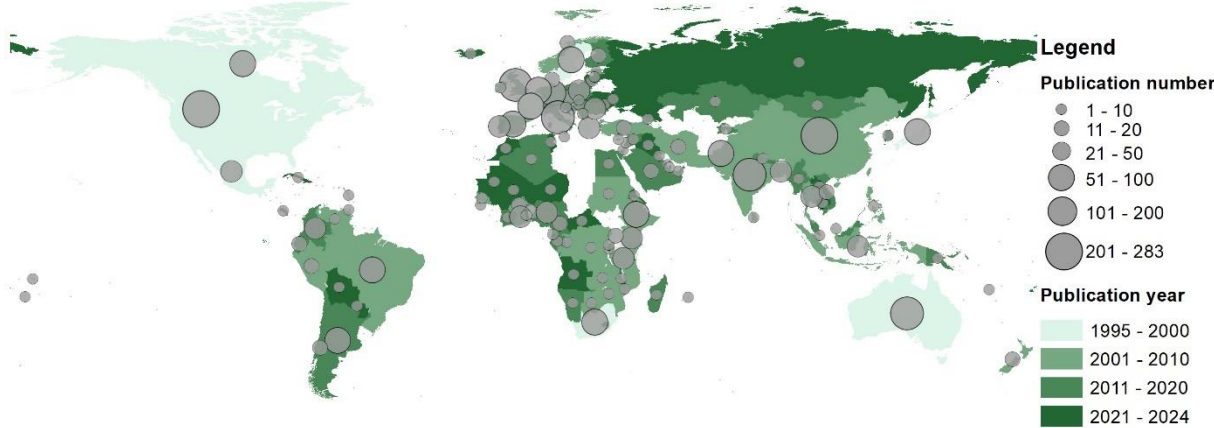 Legend
Publication number
1 - 10
11 - 20
21 - 50
51 - 100
101 - 200
201 - 283
Publication year
1995 - 2000
2001 - 2010
2011 - 2020
2021 - 2024